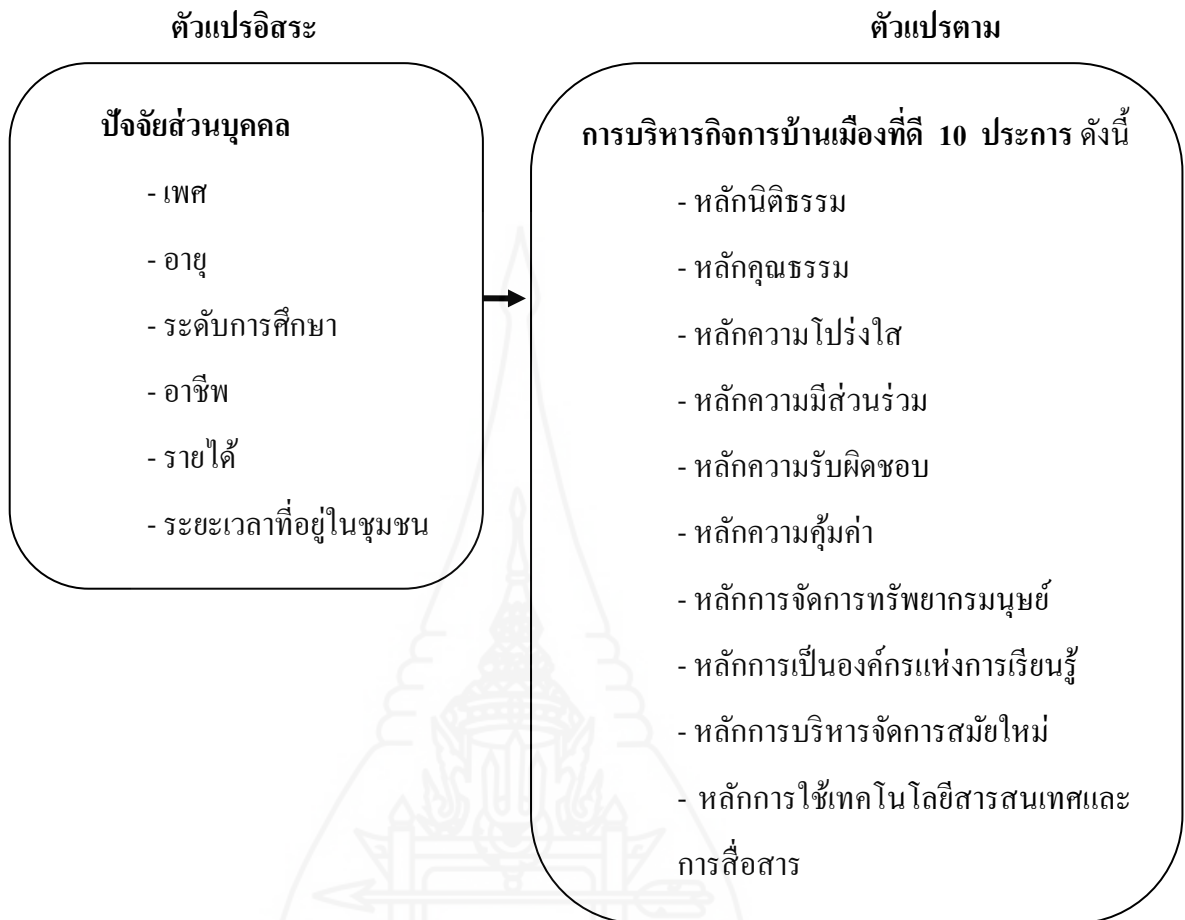 ตัวแปรอิสระ
ปัจจัยส่วนบุคคล
- เพศ
- อายุ
- ระดับการศึกษา
- อาชีพ
- รายได้
- ระยะเวลาที่อยู่ในชุมชน
ตัวแปรตาม
การบริหารกิจการบ้านเมืองที่ดี 10 ประการ ดังนี้
- หลักนิติธรรม
- หลักคุณธรรม
- หลักความโปร่งใส
- หลักความมีส่วนร่วม
- หลักความรับผิดชอบ
- หลักความคุ้มค่า
- หลักการจัดการทรัพยากรมนุษย์
- หลักการเป็นองค์กรแห่งการเรียนรู้
- หลักการบริหารจัดการสมัยใหม่
- หลักการใช้เทคโนโลยีสารสนเทศและ
การสื่อสาร